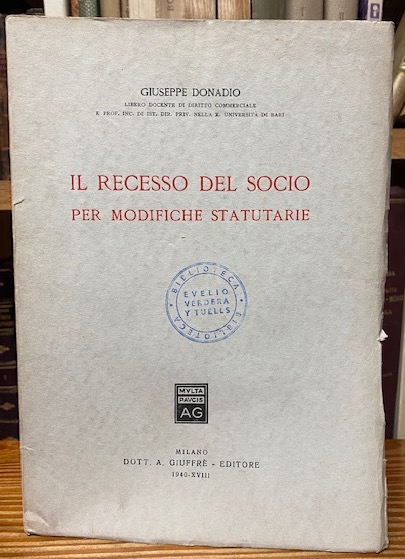 GIUSEPPE DONADIO
LIBERO DOCENTE DI DIRITTO COMMERCIALE
E PROF. INC. DI IST. DIR. PRIV. NELLA R. UNIVERSITÀ DI BARI
IL RECESSO DEL SOCIO
PER MODIFICHE STATUTARIE
BIBLIOTECA
EVELIO
VERDERA
Y TUELLS
BIBLIOTECA
MVLTA
PAVCIS
AG
MILANO
DOTT. A. GIUFFRÈ - EDITORE
1940-XVIII